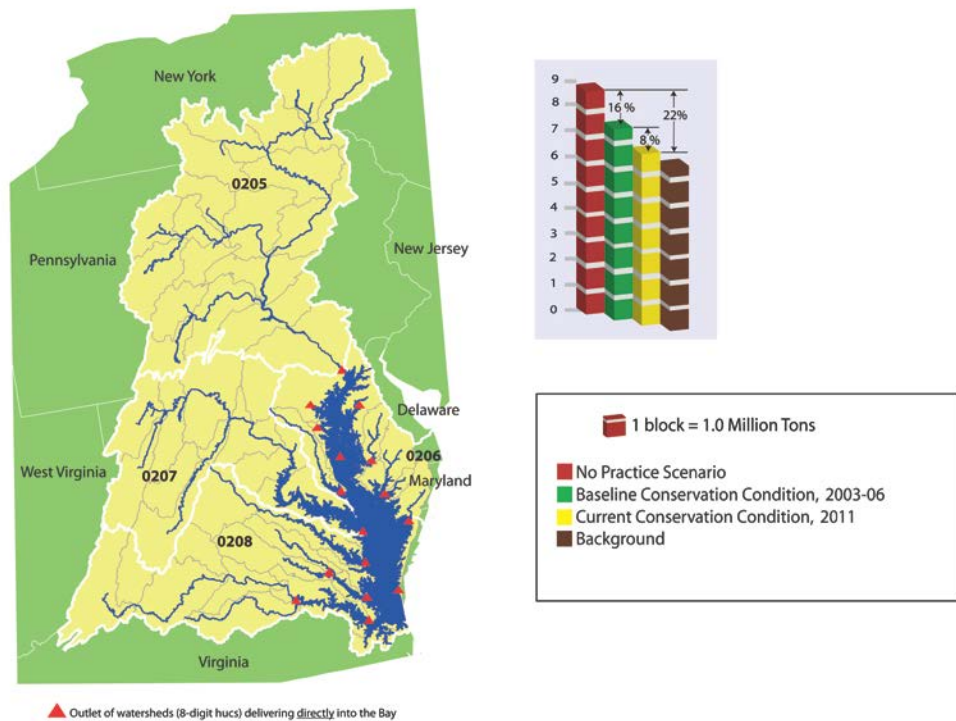 New York
0205
Pennsylvania
New Jersey
Delaware
0206
Maryland
West Virginia
0207
0208
Virginia
Outlet of watersheds (8-digit hucs) delivering directly into the Bay
9
8
7
6
5
4
3
2
1
0
16 %
22%
8 %
1 block = 1.0 Million Tons
No Practice Scenario
Baseline Conservation Condition, 2003-06
Current Conservation Condition, 2011
Background